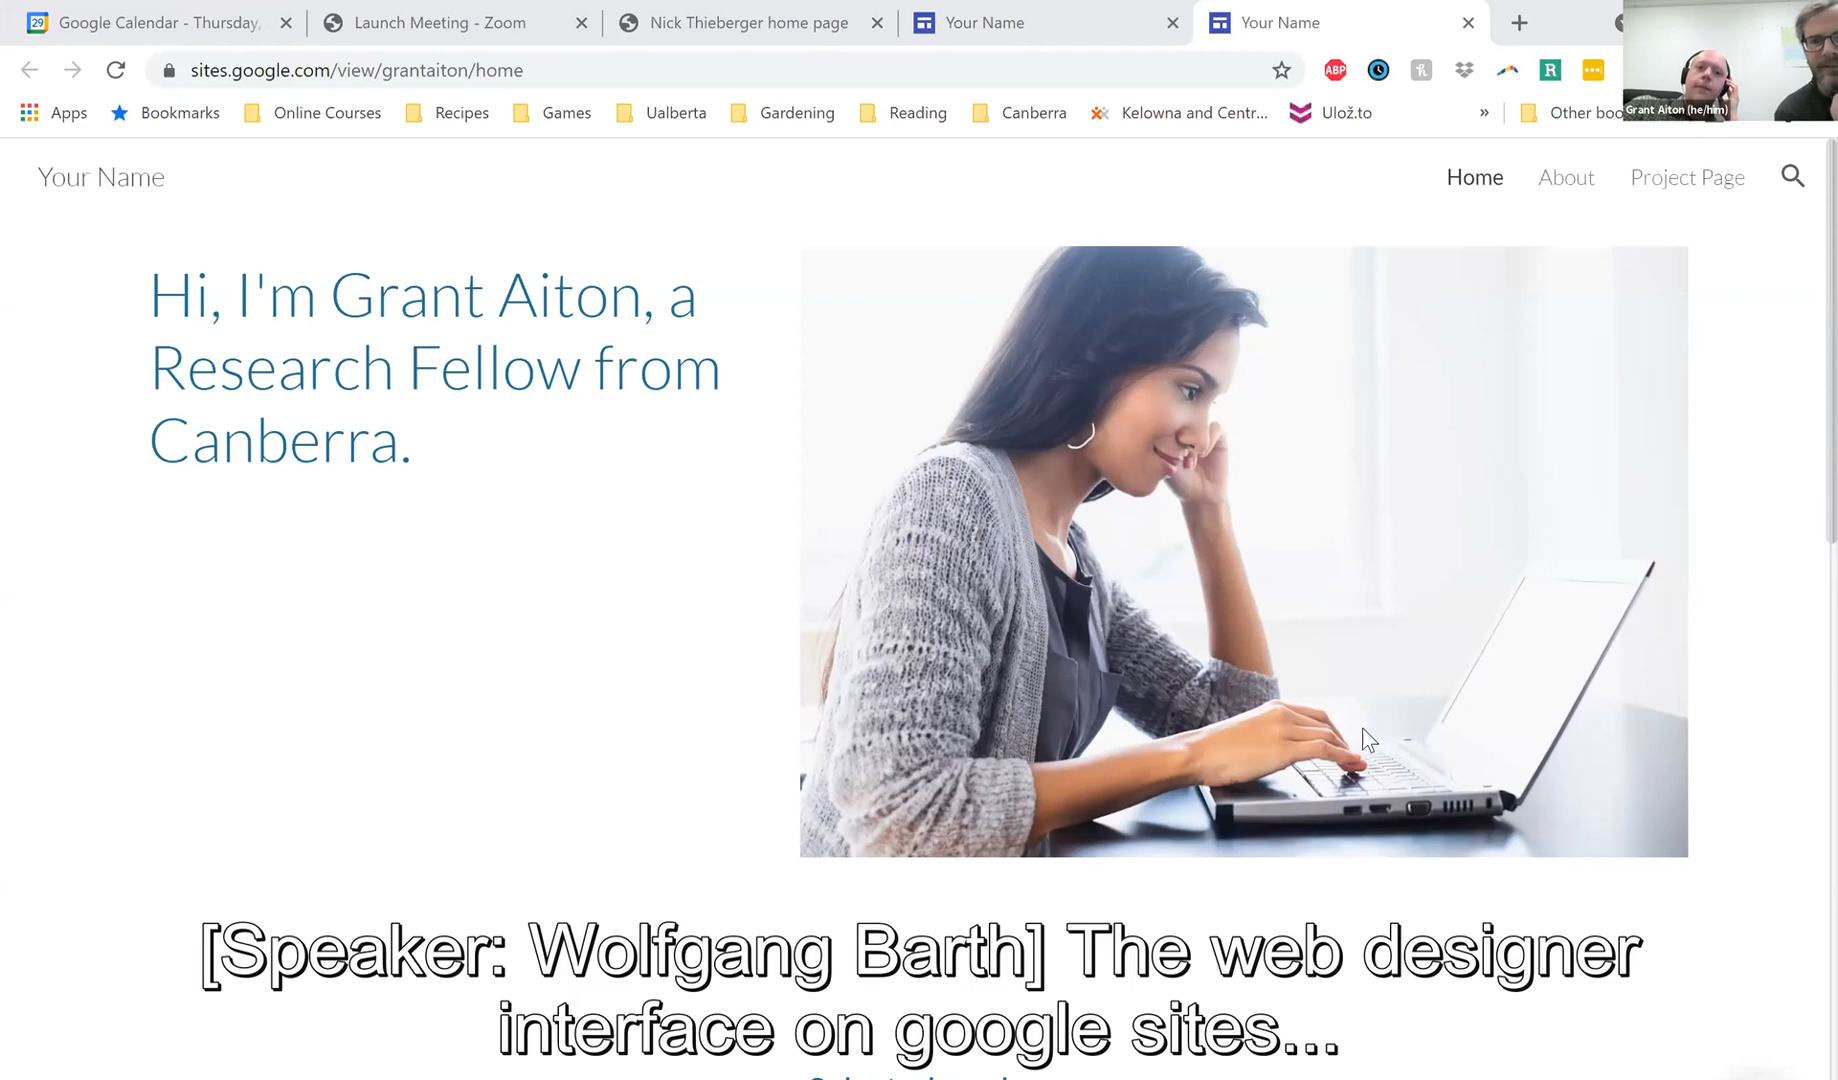 Google Calendar - Thursday,
Launch Meeting - Zoom
Nick Thieberger home page
Your Name
Your Name
sites.google.com/view/grantaiton/home
Apps
Bookmarks
Online Courses
Recipes
Games
Ualberta
Gardening
Reading
Canberra
Kelowna and Centr...
Ulož.to
»
Other boo
Grant Aiton (he/him)
Your Name
Home
About
Project Page
Hi, I'm Grant Aiton, a
Research Fellow from
Canberra.
[Speaker: Wolfgang Barth] The web designer
interface on google sites...